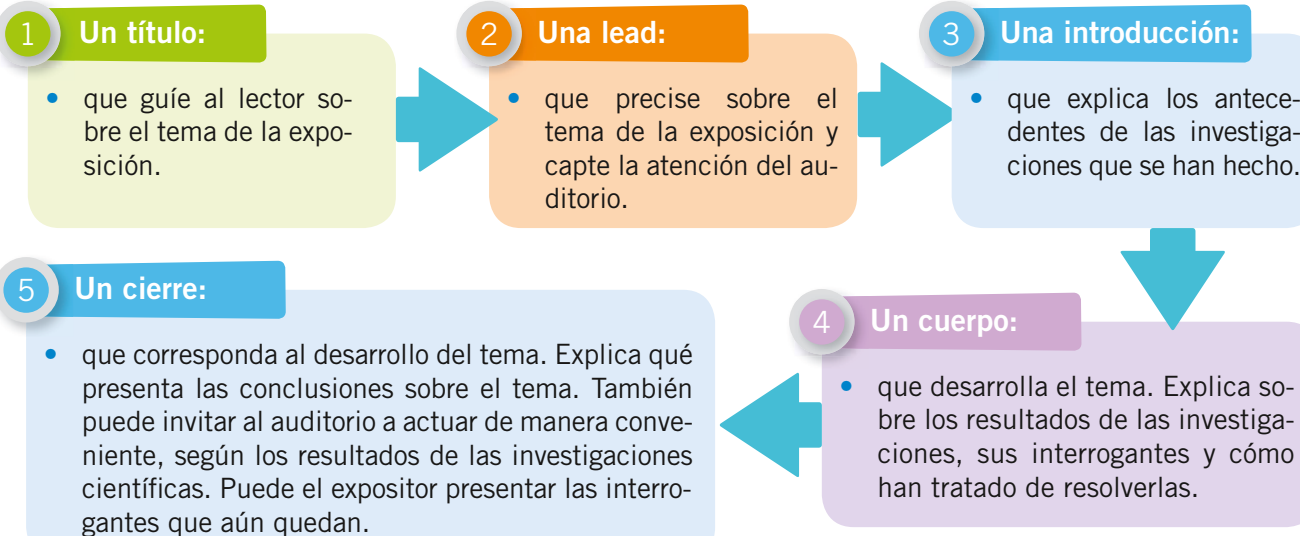 1 Un título:
• que guíe al lector so-
bre el tema de la expo-
sición.
2 Una lead:
• que precise sobre el
tema de la exposición y
capte la atención del au-
ditorio.
3 Una introducción:
• que explica los antece-
dentes de las investiga-
ciones que se han hecho.
4 Un cuerpo:
• que desarrolla el tema. Explica so-
bre los resultados de las investiga-
ciones, sus interrogantes y cómo
han tratado de resolverlas.
5 Un cierre:
• que corresponda al desarrollo del tema. Explica qué
presenta las conclusiones sobre el tema. También
puede invitar al auditorio a actuar de manera conve-
niente, según los resultados de las investigaciones
científicas. Puede el expositor presentar las interro-
gantes que aún quedan.